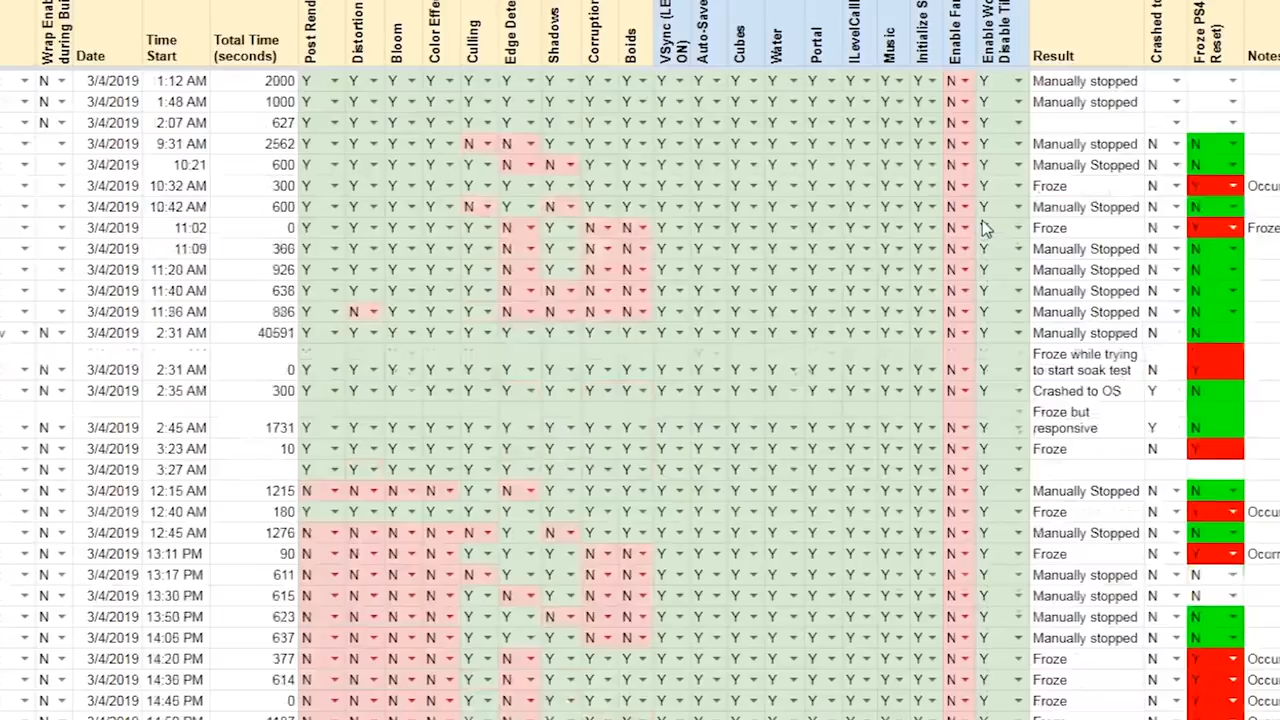 Wrap Enab
during Bui
Date
Time
Start
Total Time
(seconds)
Post Rend
Distortion
Bloom
Color Effe
Culling
Edge Dete
Shadows
Corruption
Boids
VSync (LE
ON)
Auto-Save
Cubes
Water
Portal
ILevelCalll
Music
Initialize S
Enable Far
Enable Wo
Disable Til
Result
Crashed to
Froze PS4
Reset)
Notes
N 3/4/2019 1:12 AM 2000 Y Y Y Y Y Y Y Y Y Y Y Y Y Y Y Y Y N Y Manually stopped
N 3/4/2019 1:48 AM 1000 Y Y Y Y Y Y Y Y Y Y Y Y Y Y Y Y Y N Y Manually stopped
N 3/4/2019 2:07 AM 627 Y Y Y Y Y Y Y Y Y Y Y Y Y Y Y Y Y N Y
3/4/2019 9:31 AM 2562 Y Y Y Y N N Y Y Y Y Y Y Y Y Y Y Y N Y Manually stopped N N
3/4/2019 10:21 600 Y Y Y Y Y N N Y Y Y Y Y Y Y Y Y Y N Y Manually Stopped N N
3/4/2019 10:32 AM 300 Y Y Y Y Y Y Y Y Y Y Y Y Y Y Y Y Y N Y Froze N Y Occur
3/4/2019 10:42 AM 600 Y Y Y Y N Y N Y Y Y Y Y Y Y Y Y Y N Y Manually Stopped N N
3/4/2019 11:02 0 Y Y Y Y Y N Y N N Y Y Y Y Y Y Y Y N Y Froze N Y Froze
3/4/2019 11:09 396 Y Y Y Y Y N Y N N Y Y Y Y Y Y Y Y N Y Manually Stopped N N
3/4/2019 11:20 AM 926 Y Y Y Y Y N Y N N Y Y Y Y Y Y Y Y N Y Manually Stopped N N
3/4/2019 11:40 AM 638 Y Y Y Y Y N N N N Y Y Y Y Y Y Y Y N Y Manually Stopped N N
3/4/2019 11:56 AM 836 Y N Y Y Y N N N N Y Y Y Y Y Y Y Y N Y Manually Stopped N N
N 3/4/2019 2:31 AM 40591 Y Y Y Y Y Y Y Y Y Y Y Y Y Y Y Y Y N Y Manually stopped N N
Froze while trying
N 3/4/2019 2:31 AM 0 Y Y Y Y Y Y Y Y Y Y Y Y Y Y Y Y Y N Y to start soak test N Y
N 3/4/2019 2:35 AM 300 Y Y Y Y Y Y Y Y Y Y Y Y Y Y Y Y Y N Y Crashed to OS Y N
Froze but
N 3/4/2019 2:45 AM 1731 Y Y Y Y Y Y Y Y Y Y Y Y Y Y Y Y Y N Y responsive Y N
N 3/4/2019 3:23 AM 10 Y Y Y Y Y Y Y Y Y Y Y Y Y Y Y Y Y N Y Froze N Y
N 3/4/2019 3:27 AM Y Y Y Y Y Y Y Y Y Y Y Y Y Y Y Y Y N Y
N 3/4/2019 12:15 AM 1215 N N N N Y N Y Y Y Y Y Y Y Y Y Y Y N Y Manually Stopped N N
N 3/4/2019 12:40 AM 180 Y Y Y Y Y Y Y Y Y Y Y Y Y Y Y Y Y N Y Froze N Y Occur
N 3/4/2019 12:45 AM 1276 N N N N N Y N Y Y Y Y Y Y Y Y Y Y N Y Manually Stopped N N
N 3/4/2019 13:11 PM 90 N N N N Y Y Y N N Y Y Y Y Y Y Y Y N Y Froze N Y Occurr
N 3/4/2019 13:17 PM 611 N N N N N Y Y N N Y Y Y Y Y Y Y Y N Y Manually stopped N N
N 3/4/2019 13:30 PM 615 N N N N Y N Y N N Y Y Y Y Y Y Y Y N Y Manually stopped N N
N 3/4/2019 13:50 PM 623 N N N N Y Y N N N Y Y Y Y Y Y Y Y N Y Manually stopped N N
N 3/4/2019 14:06 PM 637 N N N N Y Y Y N N Y Y Y Y Y Y Y Y N Y Manually stopped N N
N 3/4/2019 14:20 PM 377 N N N N Y N Y Y Y Y Y Y Y Y Y Y Y N Y Froze N Y Occu
N 3/4/2019 14:36 PM 614 N N N N Y N Y Y Y Y Y Y Y Y Y Y Y N Y Froze N Y Occu
N 3/4/2019 14:45 PM 0 N N N N Y Y Y Y Y Y Y Y Y Y Y Y Y N Y Froze N Y Occu